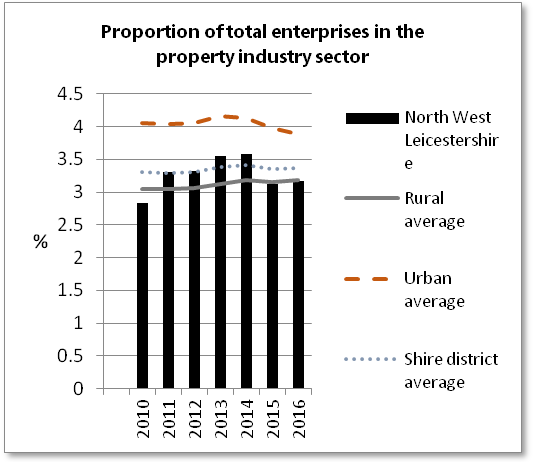 Proportion of total enterprises in the
property industry sector
4.5
4
3.5
3
2.5
2
1.5
1
0.5
0
%
2010
2011
2012
2013
2014
2015
2016
North West
Leicestershir
e
Rural
average
Urban
average
Shire district
average